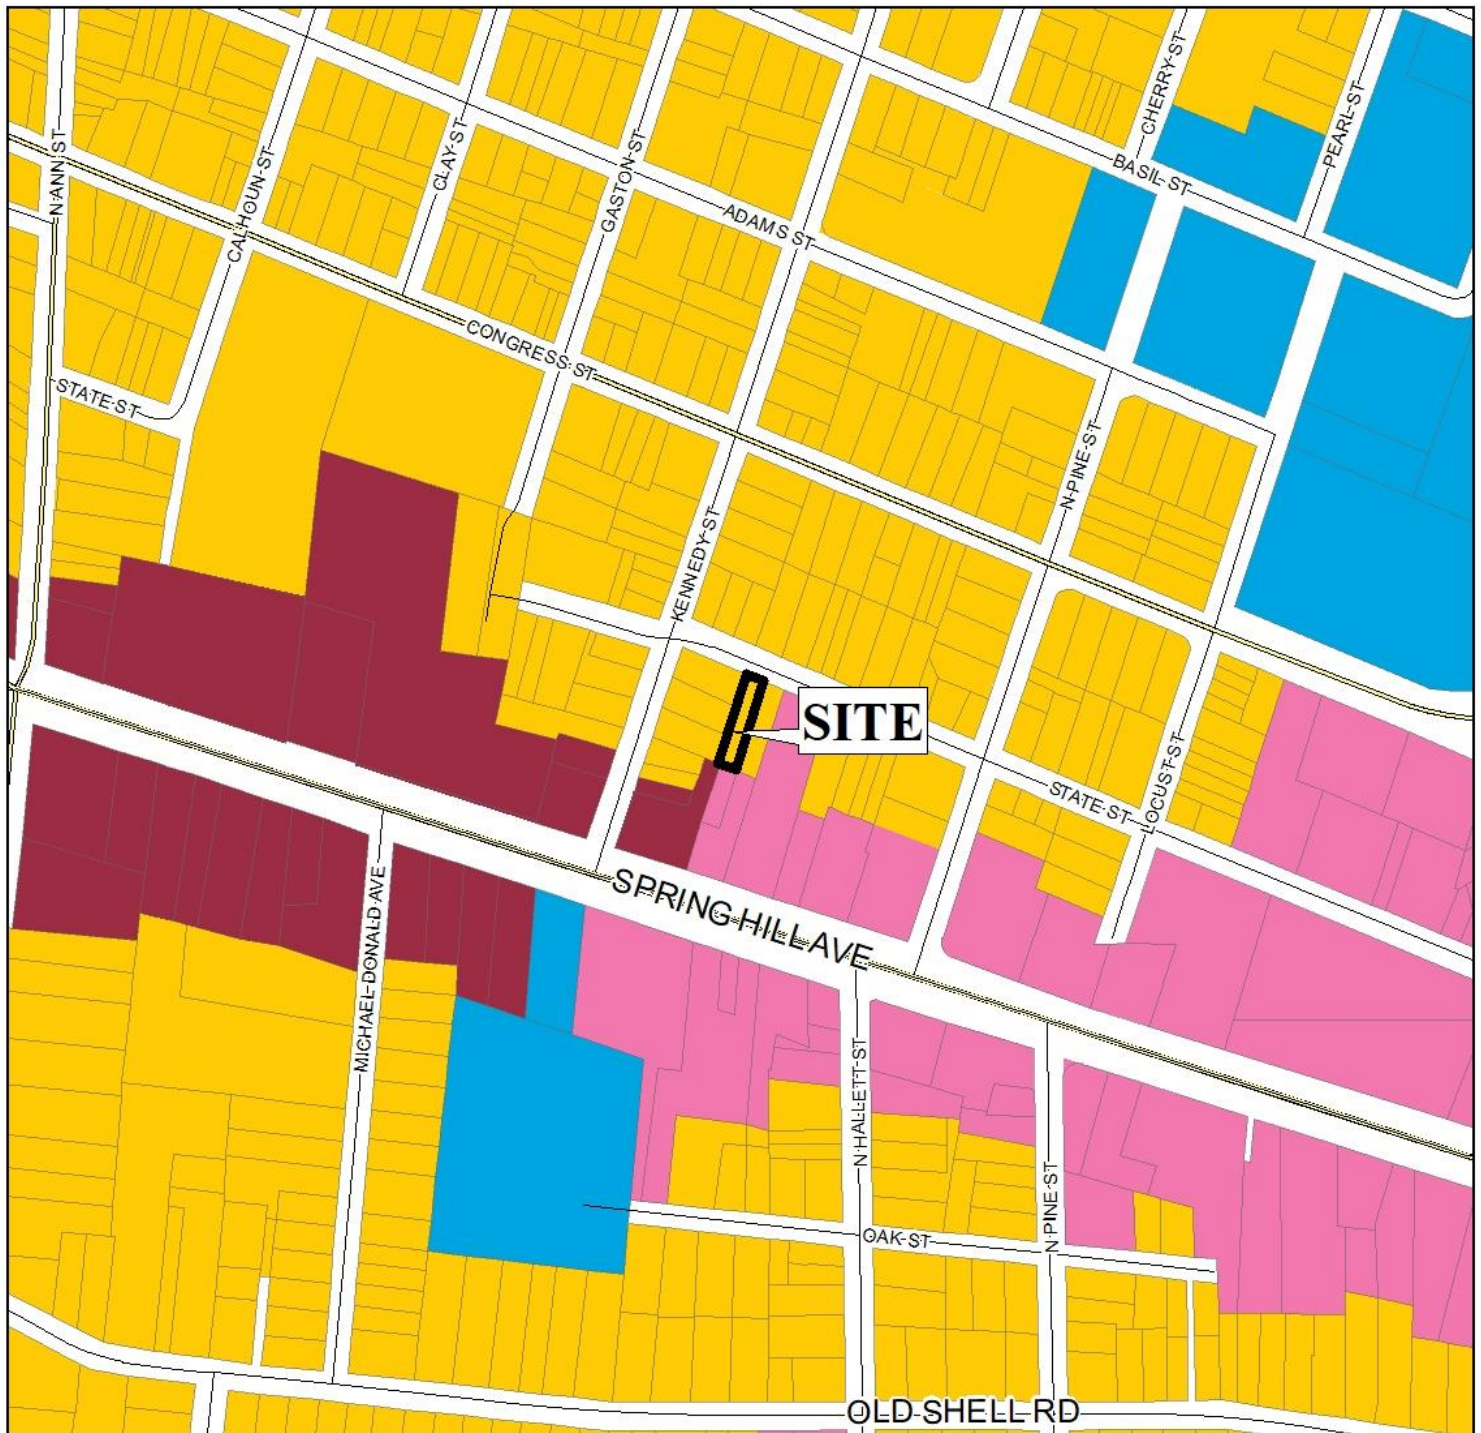 CHERRY ST
PEARL ST
N ANN ST
CALHOUN ST
CLAY ST
GASTON ST
BASIL ST
ADAMS ST
CONGRESS ST
STATE ST
N PINE ST
KENNEDY ST
SITE
STATE ST
LOCUST ST
SPRING HILL AVE
MICHAEL DONALD AVE
N HALLETT ST
N PINE ST
OAK ST
OLD SHELL RD